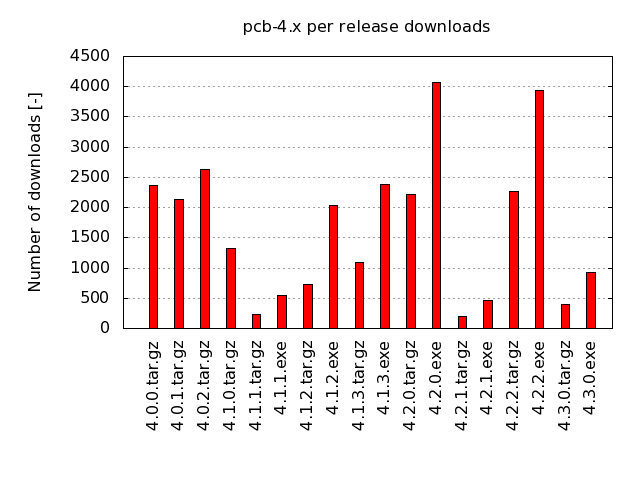 pcb-4.x per release downloads
Number of downloads [-]
4500
4000
3500
3000
2500
2000
1500
1000
500
0
4.0.0.tar.gz
4.0.1.tar.gz
4.0.2.tar.gz
4.1.0.tar.gz
4.1.1.tar.gz
4.1.1.exe
4.1.2.tar.gz
4.1.2.exe
4.1.3.tar.gz
4.1.3.exe
4.2.0.tar.gz
4.2.0.exe
4.2.1.tar.gz
4.2.1.exe
4.2.2.tar.gz
4.2.2.exe
4.3.0.tar.gz
4.3.0.exe